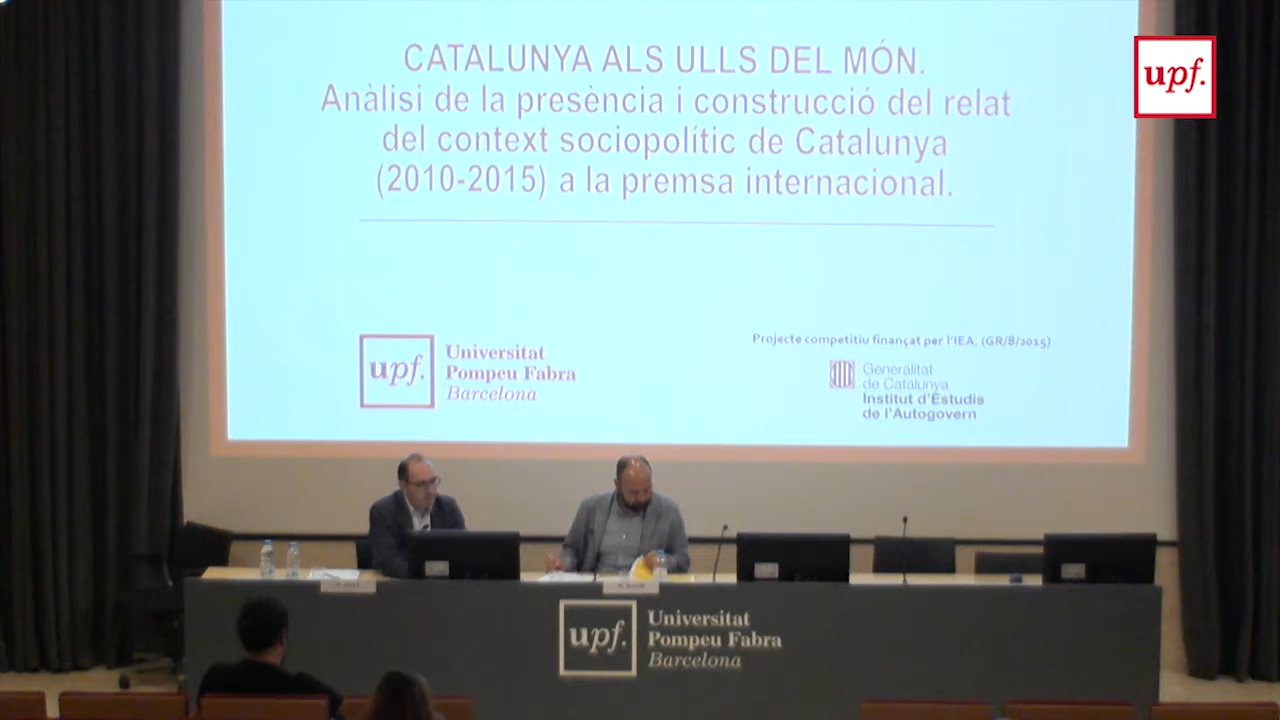 CATALUNYA ALS ULLS DEL MÓN.
Anàlisi de la presència i construcció del relat
del context sociopolític de Catalunya
(2010-2015) a la premsa internacional.
upf.
upf.
Universitat
Pompeu Fabra
Barcelona
Projecte competitiu finançat per l'IEA. (GR/8/2015)
Generalitat
de Catalunya
Institut d'Estudis
de l'Autogovern
upf.
Universitat
Pompeu Fabra
Barcelona